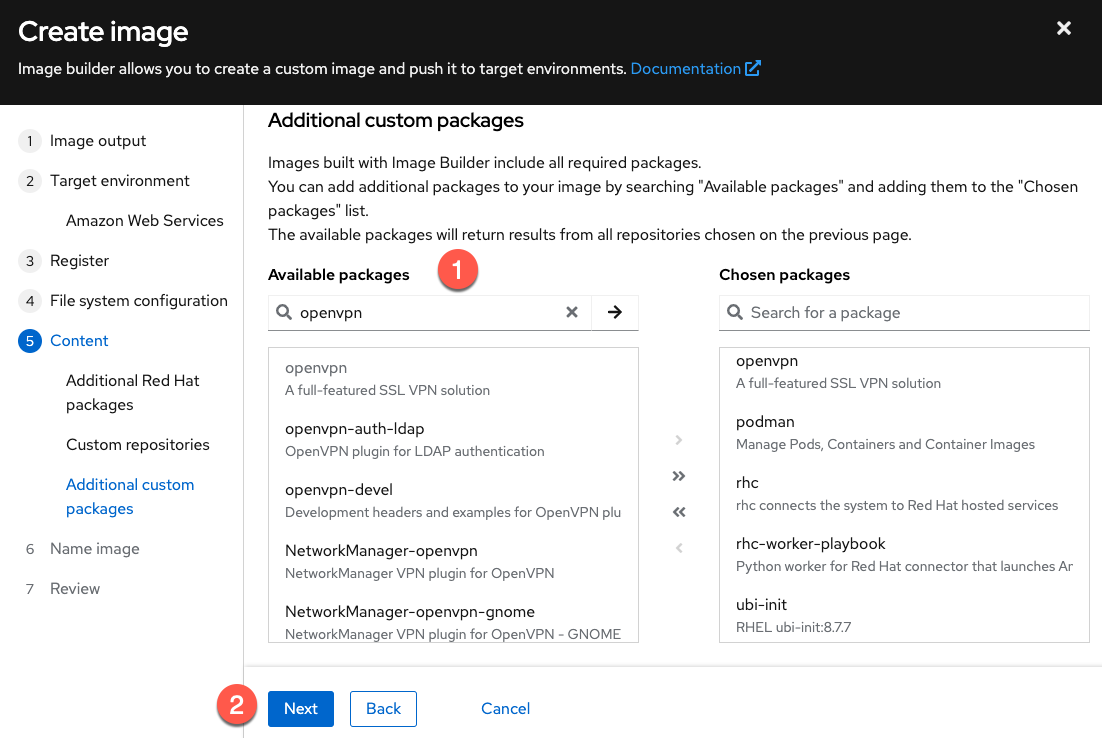 Create image
Image builder allows you to create a custom image and push it to target environments. Documentation
1 Image output
2 Target environment
Amazon Web Services
3 Register
4 File system configuration
5 Content
Additional Red Hat
packages
Custom repositories
Additional custom
packages
6 Name image
7 Review
Additional custom packages
Images built with Image Builder include all required packages.
You can add additional packages to your image by searching "Available packages" and adding them to the "Chosen
packages" list.
The available packages will return results from all repositories chosen on the previous page.
Available packages
1
openvpn
openvpn
A full-featured SSL VPN solution
openvpn-auth-ldap
OpenVPN plugin for LDAP authentication
openvpn-devel
Development headers and examples for OpenVPN plu
NetworkManager-openvpn
NetworkManager VPN plugin for OpenVPN
NetworkManager-openvpn-gnome
NetworkManager VPN plugin for OpenVPN - GNOME
Chosen packages
Search for a package
openvpn
A full-featured SSL VPN solution
podman
Manage Pods, Containers and Container Images
rhc
rhc connects the system to Red Hat hosted services
rhc-worker-playbook
Python worker for Red Hat connector that launches Ar
ubi-init
RHEL ubi-init:8.7.7
2
Next Back Cancel